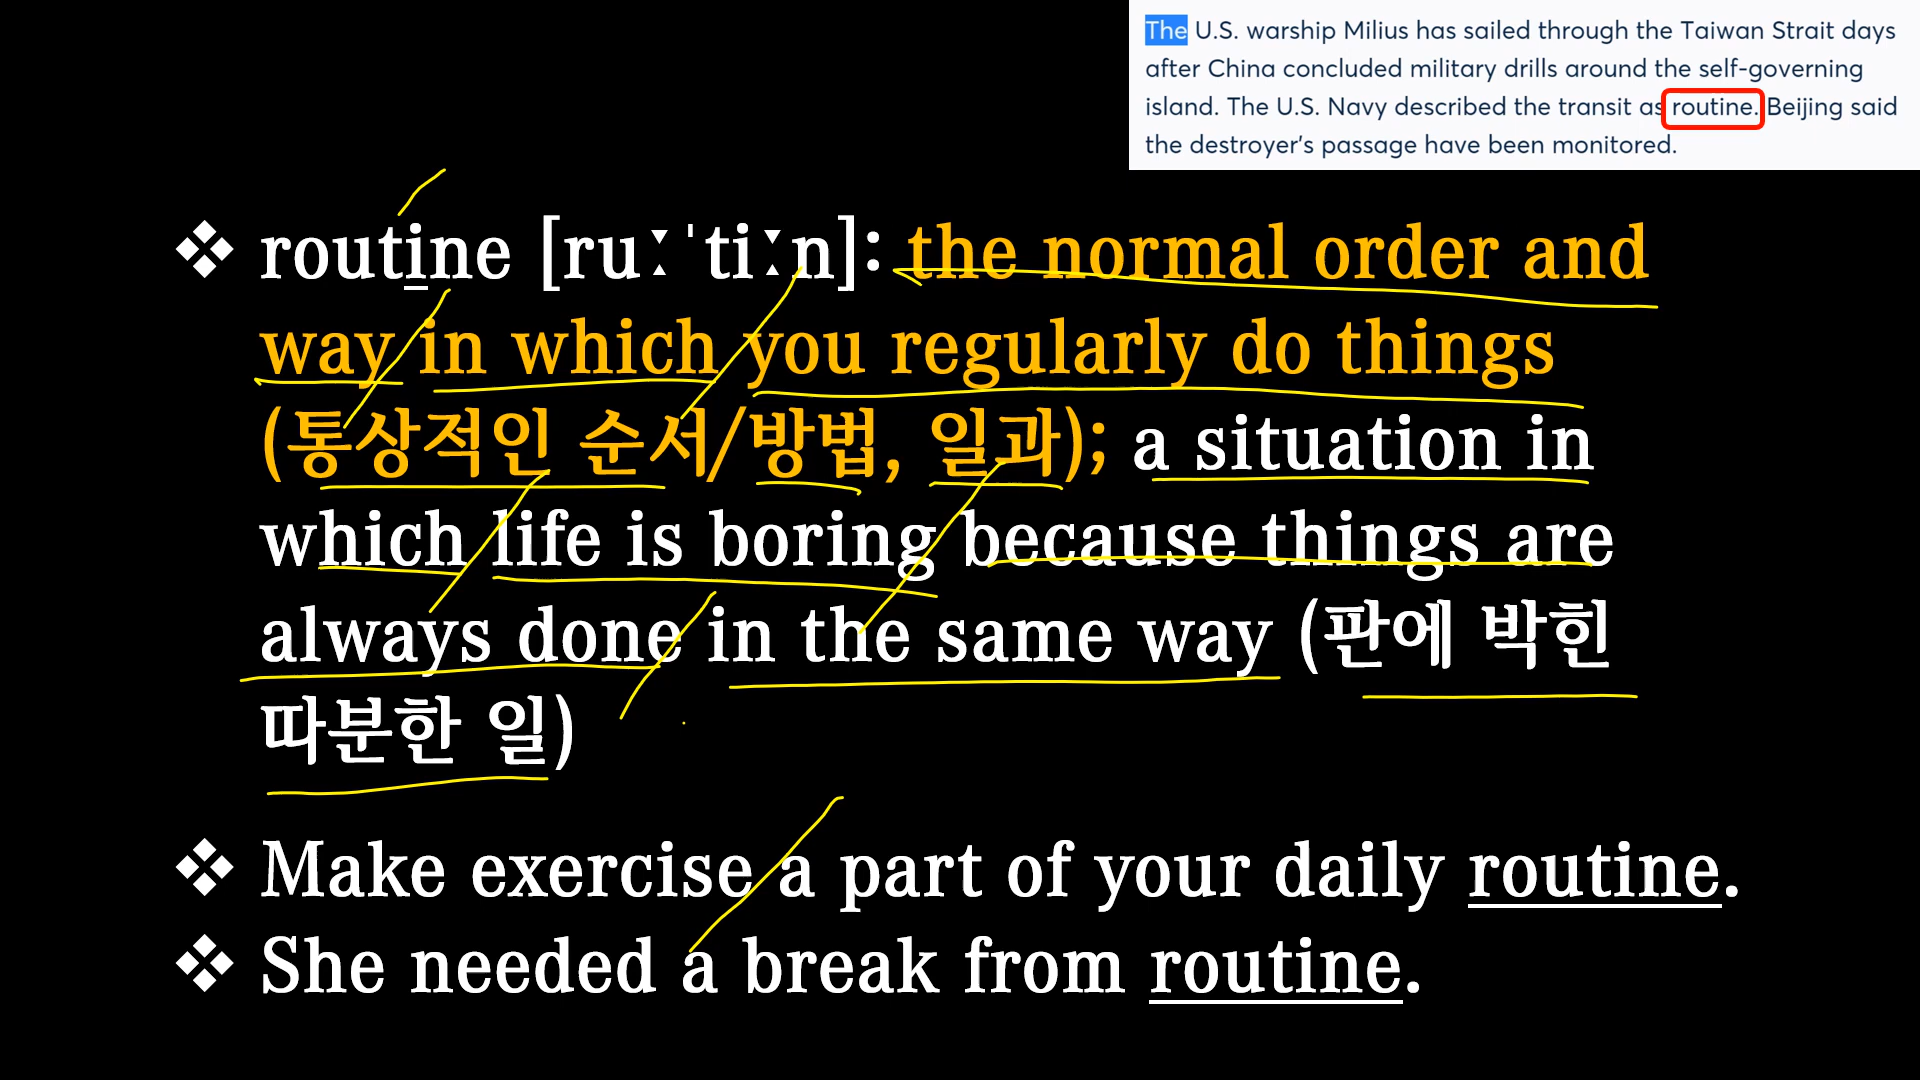 The U.S. warship Milius has sailed through the Taiwan Strait days
after China concluded military drills around the self-governing
island. The U.S. Navy described the transit as routine. Beijing said
the destroyer's passage have been monitored.
❖ routine [ruːˈtiːn]: the normal order and
way in which you regularly do things
(통상적인 순서/방법, 일과); a situation in
which life is boring because things are
always done in the same way (판에 박힌
따분한 일)
❖ Make exercise a part of your daily routine.
❖ She needed a break from routine.